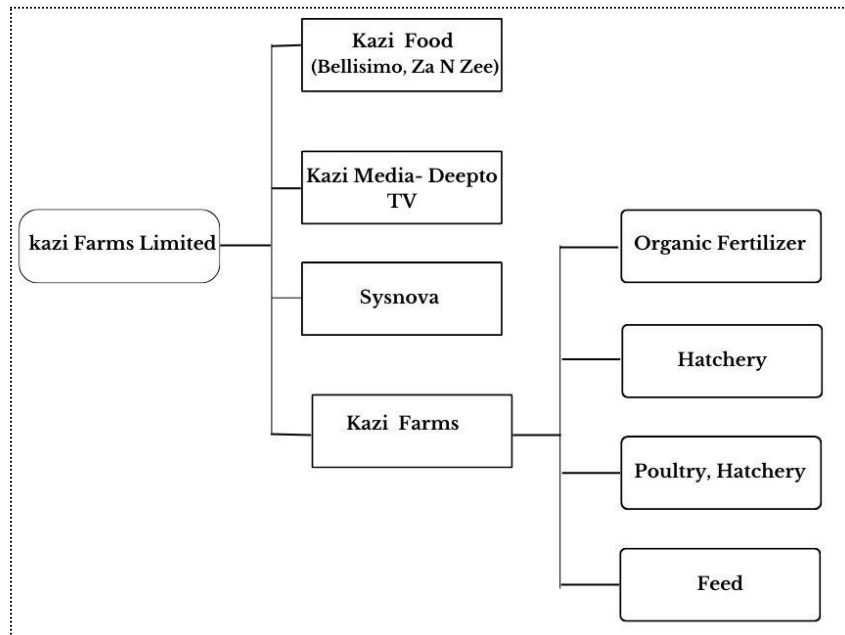 Kazi Food
(Bellisimo, Za N Zee)
Kazi Media- Deepto
TV
kazi Farms Limited
Sysnova
Kazi Farms
Organic Fertilizer
Hatchery
Poultry, Hatchery
Feed